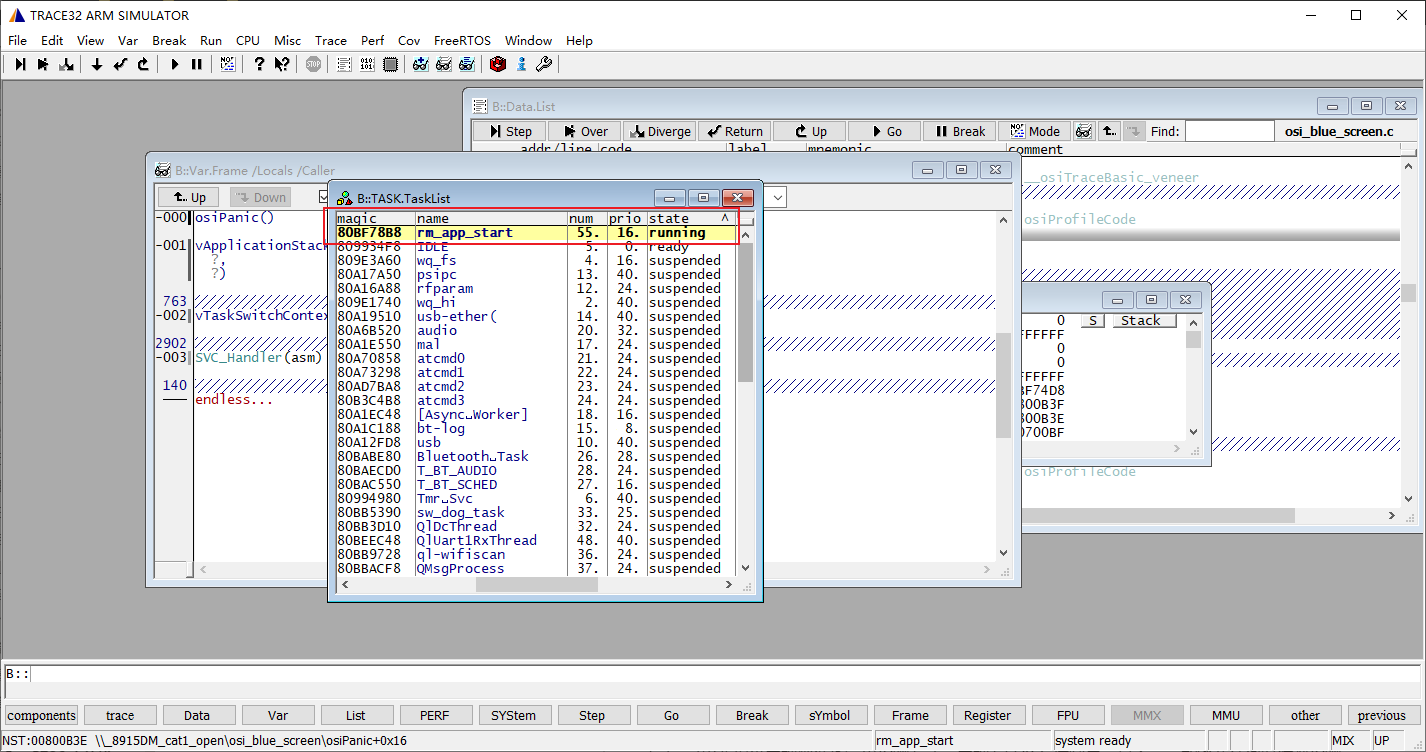 TRACE32 ARM SIMULATOR
File Edit View Var Break Run CPU Misc Trace Perf Cov FreeRTOS Window Help
B::Data.List
Step Over Diverge Return Up Go Break Mode Find: osi_blue_screen.c
addr/line code label mnemonic comment
__osiTraceBasic_veneer
osiProfileCode
osiProfileCode
B::Var.Frame /Locals /Caller
Up Down
-000 osiPanic()
-001 vApplicationStack
?,
?)
763
-002 vTaskSwitchContex
2902
-003 SVC_Handler(asm)
140
endless...
B::TASK.TaskList
magic name num prio state
80BF78B8 rm_app_start 55. 16. running
809934F8 IDLE 5. 0. ready
809E3A60 wq_fs 4. 16. suspended
80A17A50 psipc 13. 40. suspended
80A16A88 rfparam 12. 24. suspended
809E1740 wq_hi 2. 40. suspended
80A19510 usb-ether( 14. 40. suspended
80A6B520 audio 20. 32. suspended
80A1E550 mal 17. 24. suspended
80A70858 atcmd0 21. 24. suspended
80A73298 atcmd1 22. 24. suspended
80AD7BA8 atcmd2 23. 24. suspended
80B3C4B8 atcmd3 24. 24. suspended
80A1EC48 [Async␣Worker] 18. 16. suspended
80A1C188 bt-log 15. 8. suspended
80A12FD8 usb 10. 40. suspended
80BABE80 Bluetooth␣Task 26. 28. suspended
80BAECD0 T_BT_AUDIO 28. 24. suspended
80BAC550 T_BT_SCHED 27. 16. suspended
80994980 Tmr␣Svc 6. 40. suspended
80BB5390 sw_dog_task 33. 25. suspended
80BB3D10 QlDcThread 32. 24. suspended
80BEEC48 QlUart1RxThread 48. 40. suspended
80BB9728 ql-wifiscan 36. 24. suspended
80BBACF8 QMsgProcess 37. 24. suspended
0 S Stack
FFFFFF
0
0
FFFFFF
BF74D8
800B3F
800B3E
0700BF
B::
components trace Data Var List PERF SYStem Step Go Break sYmbol Frame Register FPU MMX MMU other previous
NST:00800B3E \\_8915DM_cat1_open\osi_blue_screen\osiPanic+0x16 rm_app_start system ready MIX UP